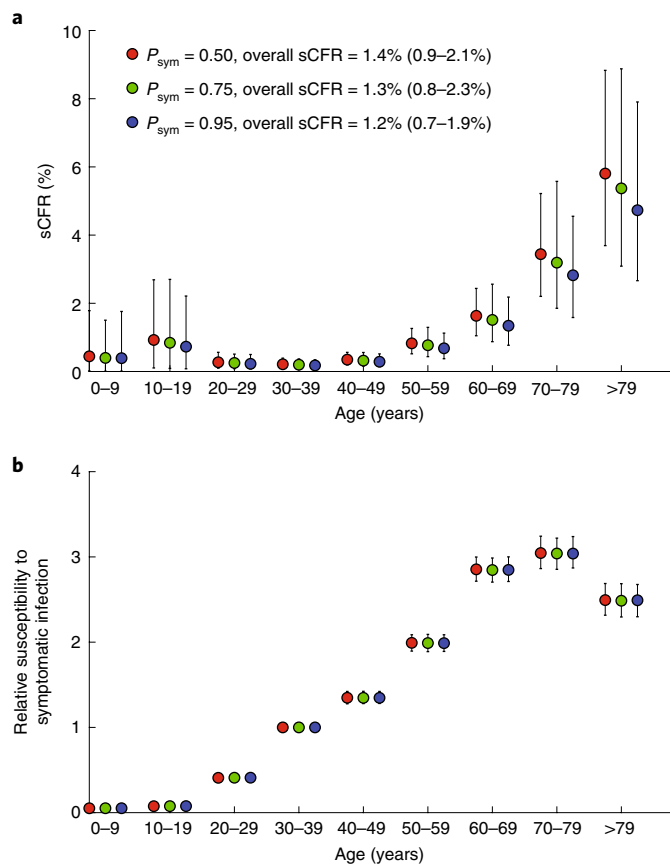 a
10
8
6
4
2
0
sCFR (%)
Psym = 0.50, overall sCFR = 1.4% (0.9–2.1%)
Psym = 0.75, overall sCFR = 1.3% (0.8–2.3%)
Psym = 0.95, overall sCFR = 1.2% (0.7–1.9%)
0–9 10–19 20–29 30–39 40–49 50–59 60–69 70–79 >79
Age (years)
b
4
3
2
1
0
Relative susceptibility to
symptomatic infection
0–9 10–19 20–29 30–39 40–49 50–59 60–69 70–79 >79
Age (years)